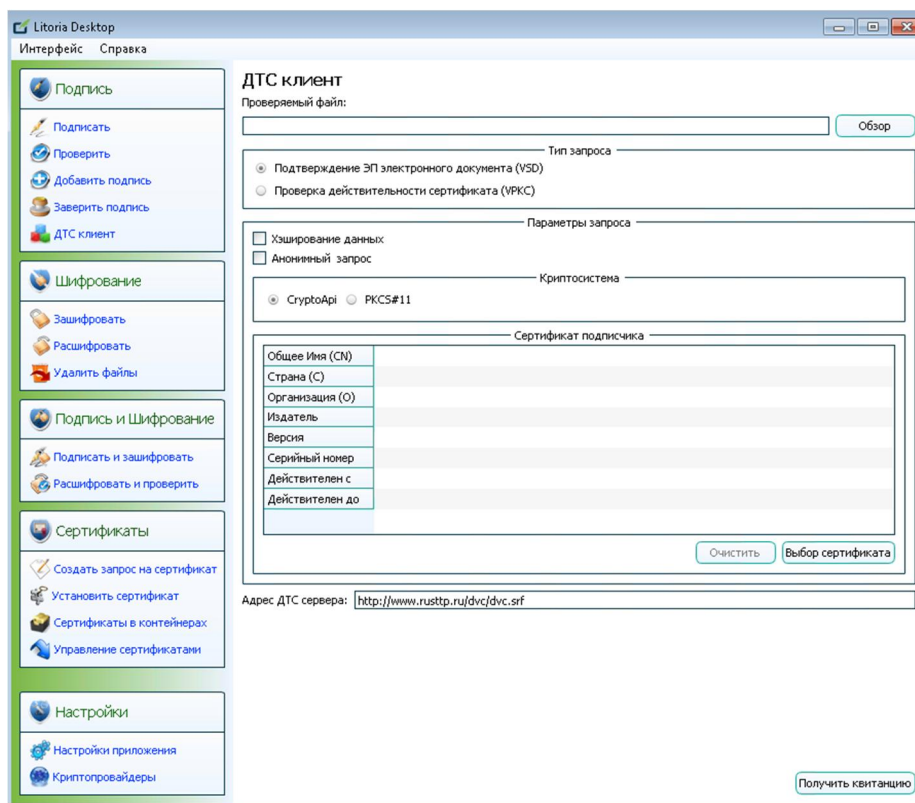 Litoria Desktop
Интерфейс Справка
Подпись
Подписать
Проверить
Добавить подпись
Заверить подпись
ДТС клиент
Шифрование
Зашифровать
Расшифровать
Удалить файлы
Подпись и Шифрование
Подписать и зашифровать
Расшифровать и проверить
Сертификаты
Создать запрос на сертификат
Установить сертификат
Сертификаты в контейнерах
Управление сертификатами
Настройки
Настройки приложения
Криптопровайдеры
ДТС клиент
Проверяемый файл:
Обзор
Тип запроса
Подтверждение ЭП электронного документа (VSD)
Проверка действительности сертификата (VPKC)
Параметры запроса
Хэширование данных
Анонимный запрос
Криптосистема
CryptoApi PKCS#11
Сертификат подписчика
Общее Имя (CN)
Страна (C)
Организация (O)
Издатель
Версия
Серийный номер
Действителен с
Действителен до
Очистить Выбор сертификата
Адрес ДТС сервера: http://www.rusttp.ru/dvc/dvc.srf
Получить квитанцию